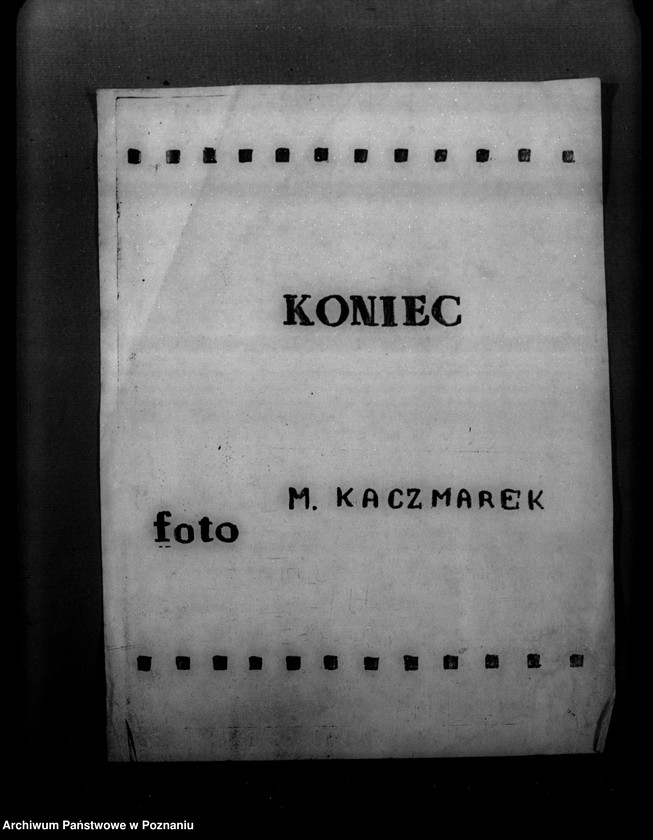 KONIEC
M. KACZMAREK
foto
Archiwum Państwowe w Poznaniu